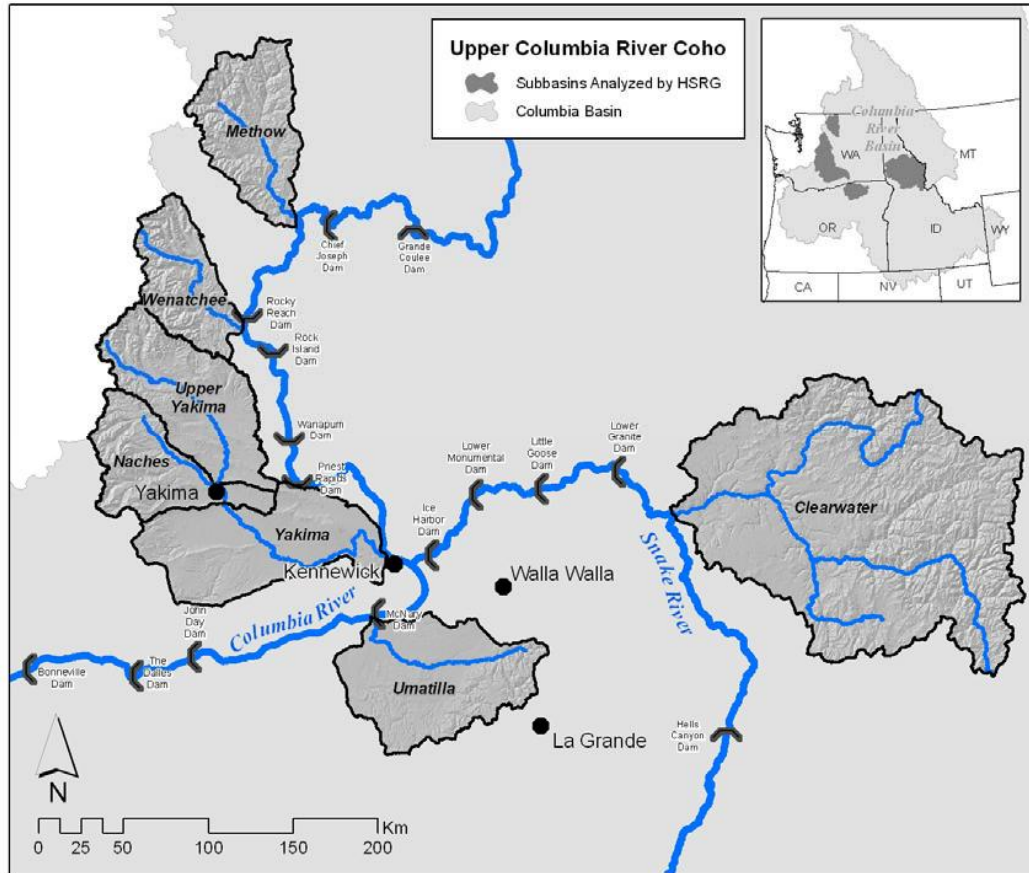 Upper Columbia River Coho
Subbasins Analyzed by HSRG
Columbia Basin
Columbia
River
Basin
WA
MT
OR
ID
WY
CA
NV
UT
Methow
Chief
Joseph
Dam
Grande
Coulee
Dam
Wenatchee
Rocky
Reach
Dam
Rock
Island
Dam
Upper
Yakima
Wanapum
Dam
Naches
Priest
Rapids
Dam
Yakima
Yakima
Lower
Monumental
Dam
Little
Goose
Dam
Lower
Granite
Dam
Ice
Harbor
Dam
Clearwater
Kennewick
Walla Walla
Snake River
Columbia River
John
Day
Dam
McNary
Dam
Bonneville
Dam
The
Dalles
Dam
Umatilla
La Grande
Hells
Canyon
Dam
N
Km
0 25 50 100 150 200